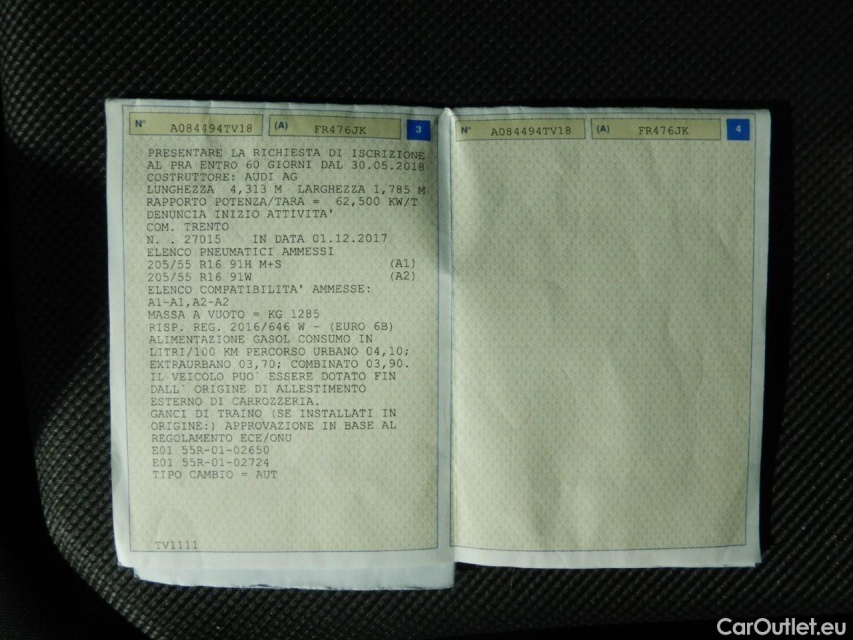 N° A084494TV18 (A) FR476JK 3
PRESENTARE LA RICHIESTA DI ISCRIZIONE
AL PRA ENTRO 60 GIORNI DAL 30.05.2018
COSTRUTTORE: AUDI AG
LUNGHEZZA 4,313 M LARGHEZZA 1,785 M
RAPPORTO POTENZA/TARA = 62,500 KW/T
DENUNCIA INIZIO ATTIVITA'
COM. TRENTO
N. . 27015 IN DATA 01.12.2017
ELENCO PNEUMATICI AMMESSI
205/55 R16 91H M+S (A1)
205/55 R16 91W (A2)
ELENCO COMPATIBILITA' AMMESSE:
A1-A1,A2-A2
MASSA A VUOTO = KG 1285
RISP. REG. 2016/646 W - (EURO 6B)
ALIMENTAZIONE GASOL CONSUMO IN
LITRI/100 KM PERCORSO URBANO 04,10;
EXTRAURBANO 03,70; COMBINATO 03,90.
IL VEICOLO PUO` ESSERE DOTATO FIN
DALL` ORIGINE DI ALLESTIMENTO
ESTERNO DI CARROZZERIA.
GANCI DI TRAINO (SE INSTALLATI IN
ORIGINE:) APPROVAZIONE IN BASE AL
REGOLAMENTO ECE/ONU
E01 55R-01-02650
E01 55R-01-02724
TIPO CAMBIO = AUT
TV1111
N° A084494TV18 (A) FR476JK 4
CarOutlet.eu